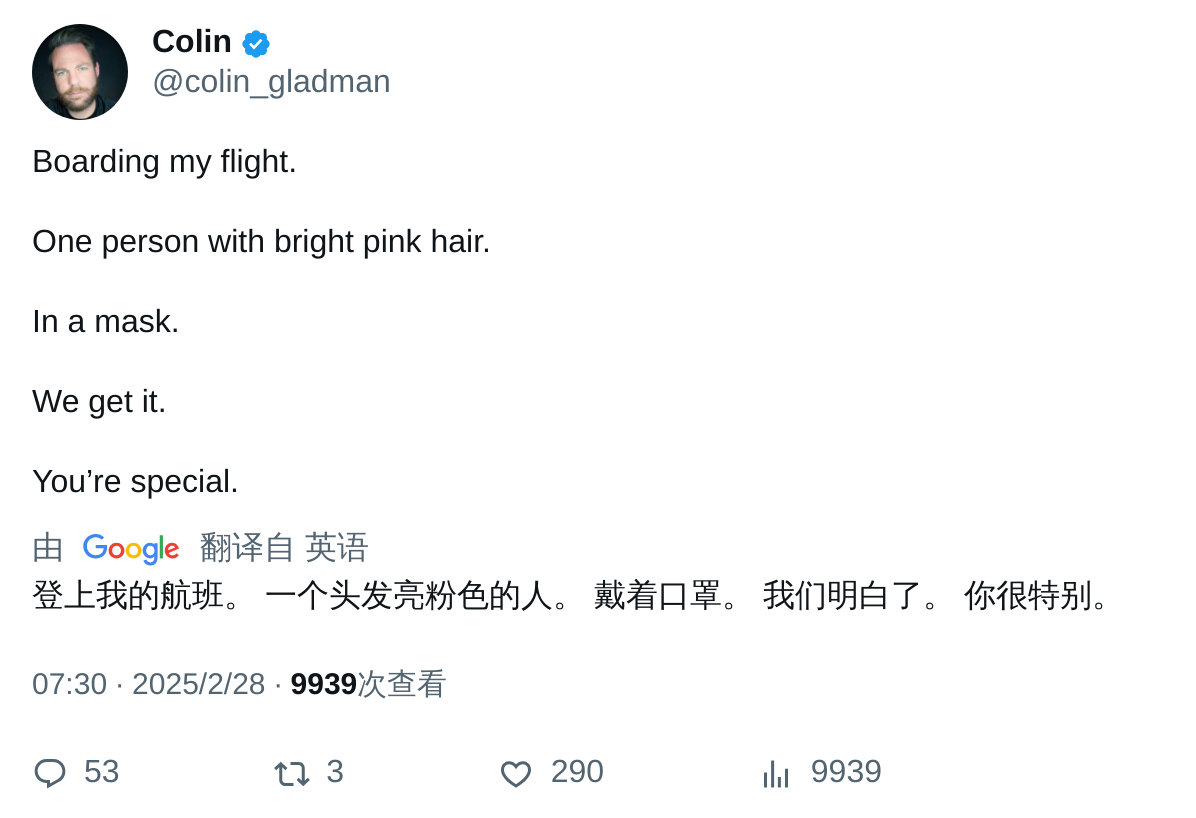 Colin
@colin_gladman
Boarding my flight.
One person with bright pink hair.
In a mask.
We get it.
You’re special.
由 Google 翻译自 英语
登上我的航班。 一个头发亮粉色的人。 戴着口罩。 我们明白了。 你很特别。
07:30 · 2025/2/28 · 9939次查看
53 3 290 9939